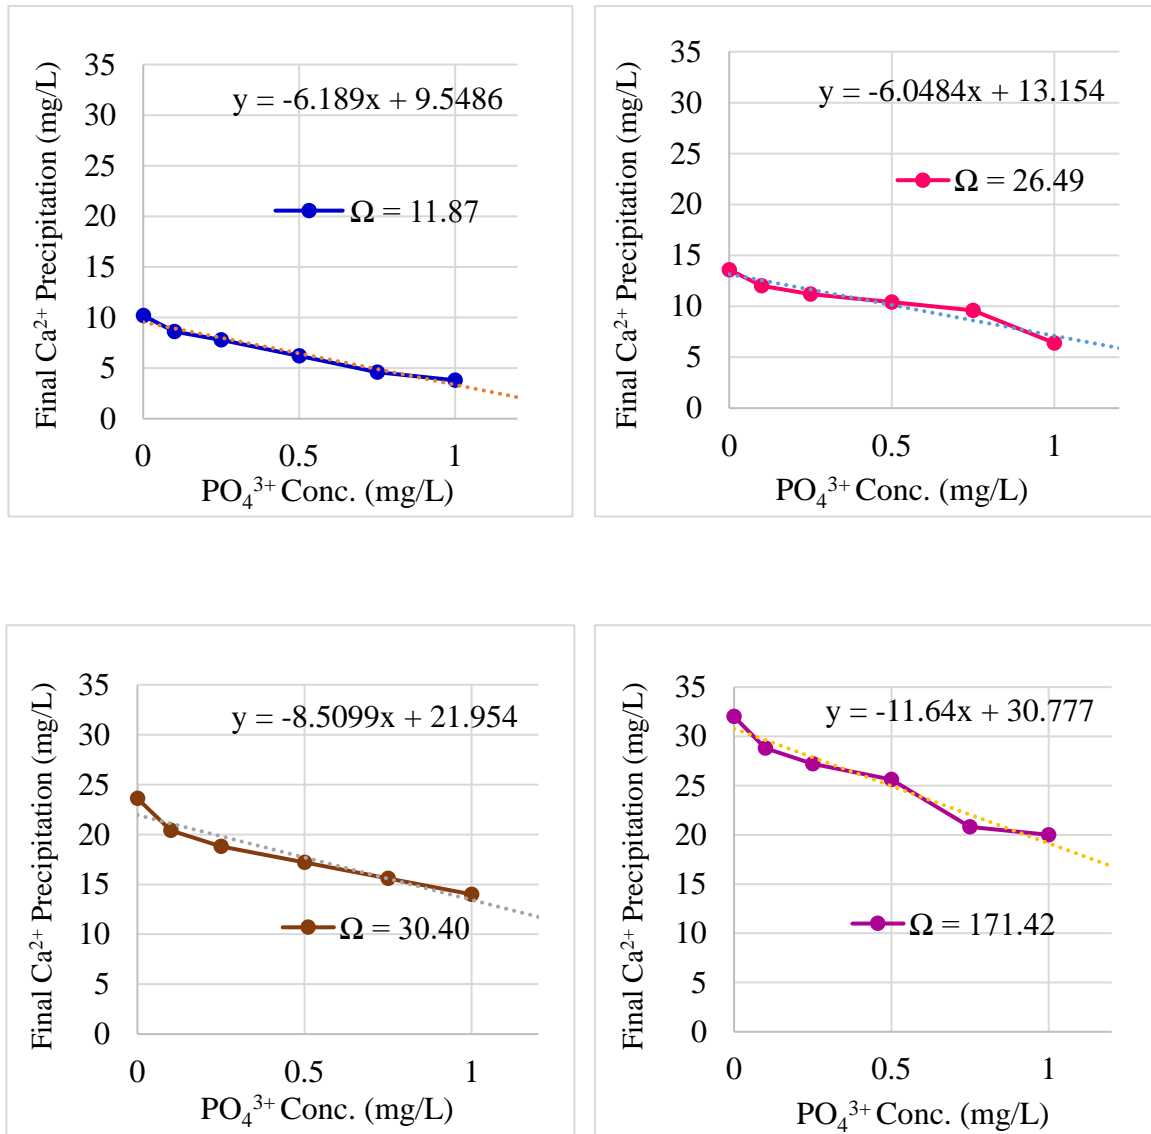 y = -6.189x + 9.5486
Ω = 11.87
Final Ca²⁺ Precipitation (mg/L)
35
30
25
20
15
10
5
0
0 0.5 1
PO₄³⁺ Conc. (mg/L)
y = -6.0484x + 13.154
Ω = 26.49
Final Ca²⁺ Precipitation (mg/L)
35
30
25
20
15
10
5
0
0 0.5 1
PO₄³⁺ Conc. (mg/L)
y = -8.5099x + 21.954
Ω = 30.40
Final Ca²⁺ Precipitation (mg/L)
35
30
25
20
15
10
5
0
0 0.5 1
PO₄³⁺ Conc. (mg/L)
y = -11.64x + 30.777
Ω = 171.42
Final Ca²⁺ Precipitation (mg/L)
35
30
25
20
15
10
5
0
0 0.5 1
PO₄³⁺ Conc. (mg/L)